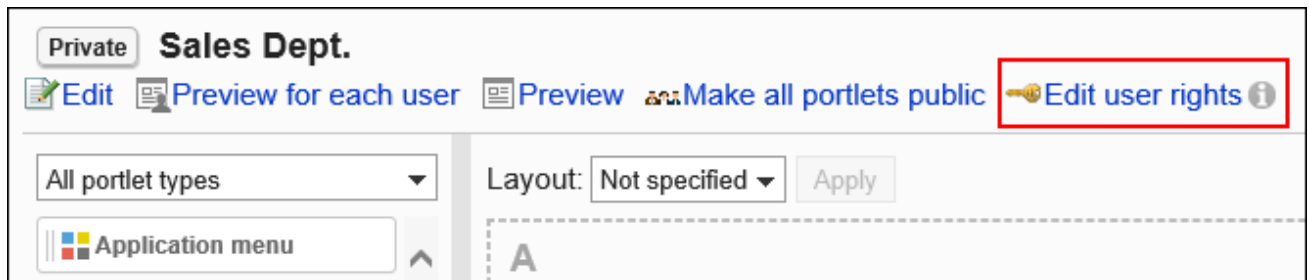 Private Sales Dept.
Edit Preview for each user Preview Make all portlets public Edit user rights
All portlet types
Layout: Not specified Apply
Application menu
A